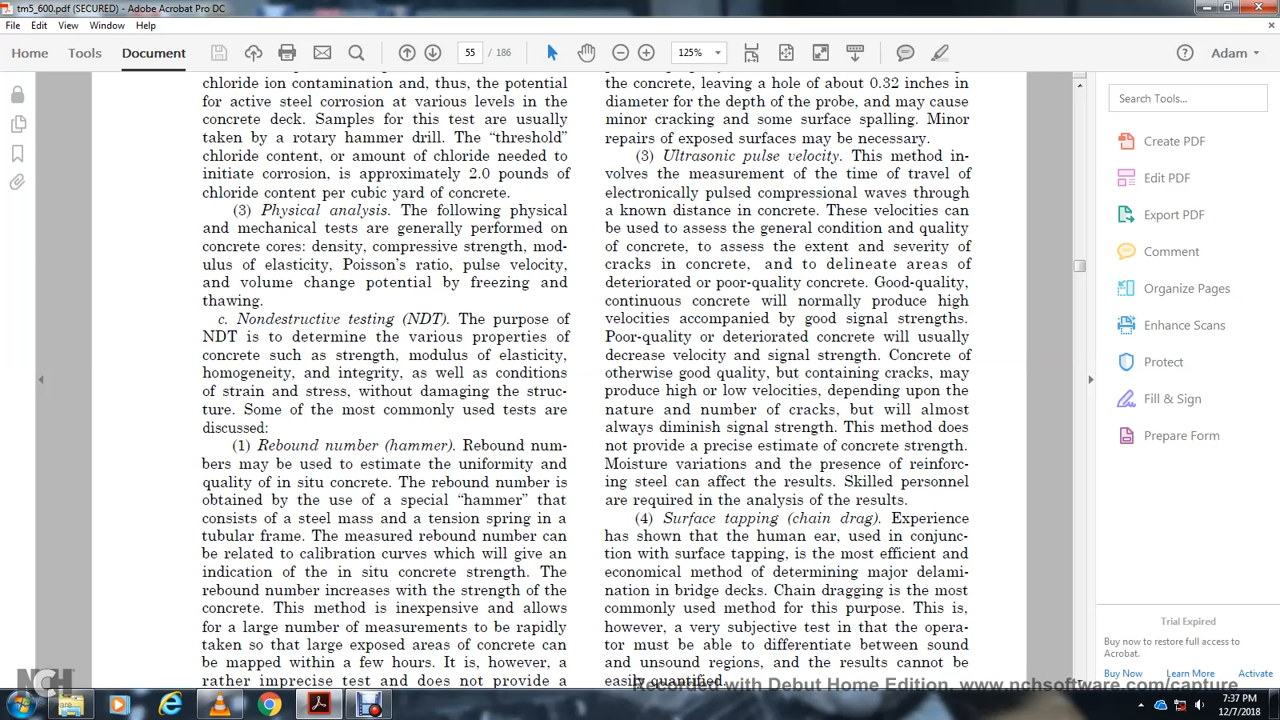 tm5_600.pdf (SECURED) - Adobe Acrobat Pro DC
File Edit View Window Help
Home Tools Document 55 / 186 125% Adam
chloride ion contamination and, thus, the potential
for active steel corrosion at various levels in the
concrete deck. Samples for this test are usually
taken by a rotary hammer drill. The “threshold”
chloride content, or amount of chloride needed to
initiate corrosion, is approximately 2.0 pounds of
chloride content per cubic yard of concrete.
(3) Physical analysis. The following physical
and mechanical tests are generally performed on
concrete cores: density, compressive strength, mod-
ulus of elasticity, Poisson’s ratio, pulse velocity,
and volume change potential by freezing and
thawing.
c. Nondestructive testing (NDT). The purpose of
NDT is to determine the various properties of
concrete such as strength, modulus of elasticity,
homogeneity, and integrity, as well as conditions
of strain and stress, without damaging the struc-
ture. Some of the most commonly used tests are
discussed:
(1) Rebound number (hammer). Rebound num-
bers may be used to estimate the uniformity and
quality of in situ concrete. The rebound number is
obtained by the use of a special “hammer” that
consists of a steel mass and a tension spring in a
tubular frame. The measured rebound number can
be related to calibration curves which will give an
indication of the in situ concrete strength. The
rebound number increases with the strength of the
concrete. This method is inexpensive and allows
for a large number of measurements to be rapidly
taken so that large exposed areas of concrete can
be mapped within a few hours. It is, however, a
rather imprecise test and does not provide a
the concrete, leaving a hole of about 0.32 inches in
diameter for the depth of the probe, and may cause
minor cracking and some surface spalling. Minor
repairs of exposed surfaces may be necessary.
(3) Ultrasonic pulse velocity. This method in-
volves the measurement of the time of travel of
electronically pulsed compressional waves through
a known distance in concrete. These velocities can
be used to assess the general condition and quality
of concrete, to assess the extent and severity of
cracks in concrete, and to delineate areas of
deteriorated or poor-quality concrete. Good-quality,
continuous concrete will normally produce high
velocities accompanied by good signal strengths.
Poor-quality or deteriorated concrete will usually
decrease velocity and signal strength. Concrete of
otherwise good quality, but containing cracks, may
produce high or low velocities, depending upon the
nature and number of cracks, but will almost
always diminish signal strength. This method does
not provide a precise estimate of concrete strength.
Moisture variations and the presence of reinforc-
ing steel can affect the results. Skilled personnel
are required in the analysis of the results.
(4) Surface tapping (chain drag). Experience
has shown that the human ear, used in conjunc-
tion with surface tapping, is the most efficient and
economical method of determining major delami-
nation in bridge decks. Chain dragging is the most
commonly used method for this purpose. This is,
however, a very subjective test in that the opera-
tor must be able to differentiate between sound
and unsound regions, and the results cannot be
easily quantified.
Search Tools...
Create PDF
Edit PDF
Export PDF
Comment
Organize Pages
Enhance Scans
Protect
Fill & Sign
Prepare Form
Trial Expired
Buy now to restore full access to
Acrobat.
Buy Now Learn More Activate
Recorded with Debut Home Edition. www.nchsoftware.com/capture
NCH
7:37 PM
12/7/2018